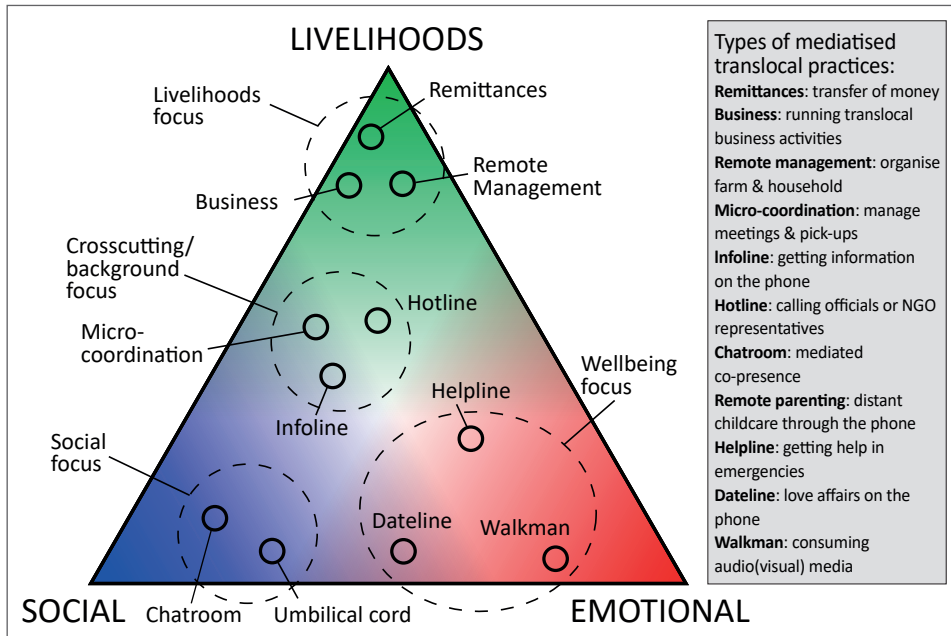 LIVELIHOODS
Livelihoods
focus
Remittances
Business
Remote
Management
Crosscutting/
background
focus
Micro-
coordination
Hotline
Infoline
Wellbeing
focus
Helpline
Social
focus
Dateline
Walkman
SOCIAL
Chatroom
Umbilical cord
EMOTIONAL
Types of mediatised
translocal practices:
Remittances: transfer of money
Business: running translocal
business activities
Remote management: organise
farm & household
Micro-coordination: manage
meetings & pick-ups
Infoline: getting information
on the phone
Hotline: calling officials or NGO
representatives
Chatroom: mediated
co-presence
Remote parenting: distant
childcare through the phone
Helpline: getting help in
emergencies
Dateline: love affairs on the
phone
Walkman: consuming
audio(visual) media